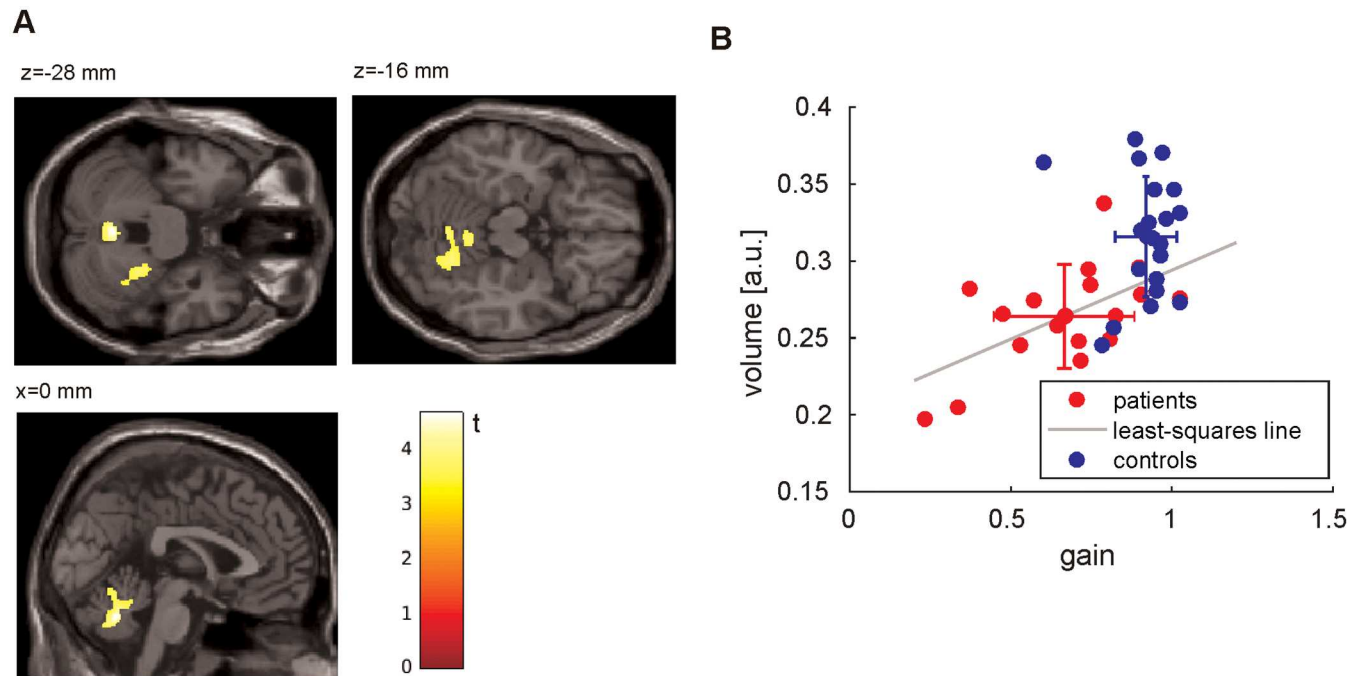 A
z=-28 mm
z=-16 mm
x=0 mm
t
4
3
2
1
0
B
volume [a.u.]
0.4
0.35
0.3
0.25
0.2
0.15
0
0.5
1
1.5
gain
patients
least-squares line
controls